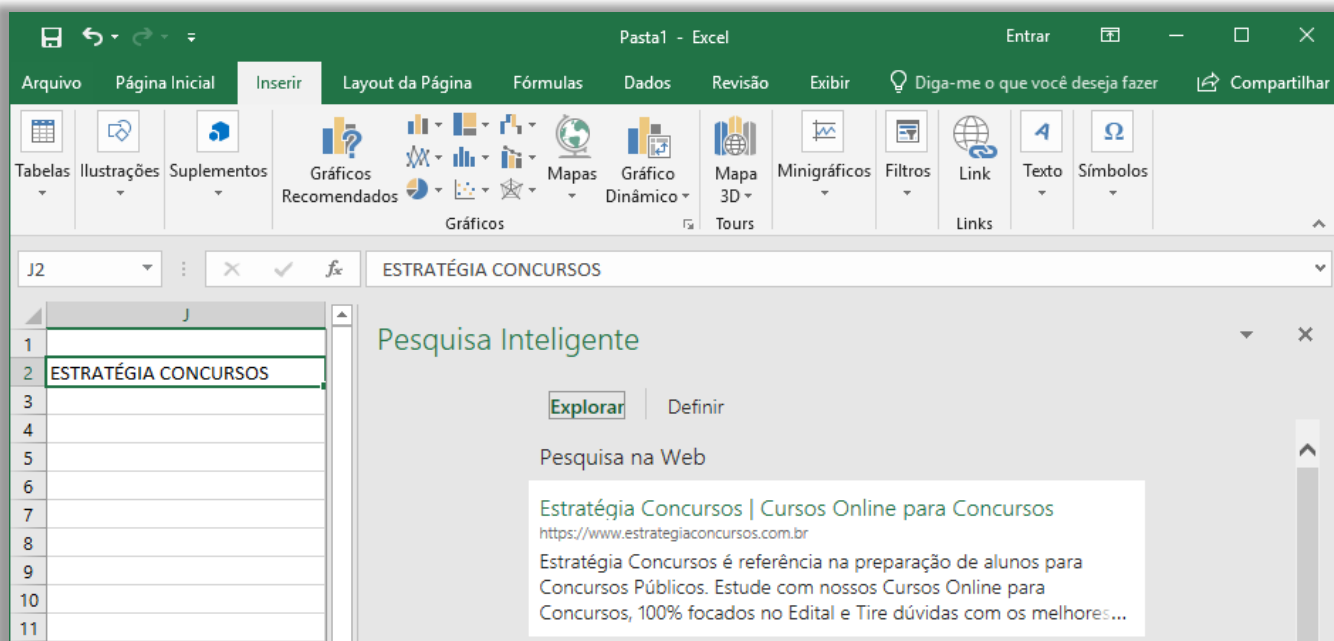 Pasta1 - Excel Entrar
Arquivo Página Inicial Inserir Layout da Página Fórmulas Dados Revisão Exibir Diga-me o que você deseja fazer Compartilhar
Tabelas Ilustrações Suplementos Gráficos Recomendados Mapas Gráfico Dinâmico Mapa 3D Minigráficos Filtros Link Texto Símbolos
Gráficos Tours Links
J2 fx ESTRATÉGIA CONCURSOS
J
1
2 ESTRATÉGIA CONCURSOS
3
4
5
6
7
8
9
10
11
Pesquisa Inteligente
Explorar Definir
Pesquisa na Web
Estratégia Concursos | Cursos Online para Concursos
https://www.estrategiaconcursos.com.br
Estratégia Concursos é referência na preparação de alunos para
Concursos Públicos. Estude com nossos Cursos Online para
Concursos, 100% focados no Edital e Tire dúvidas com os melhores...